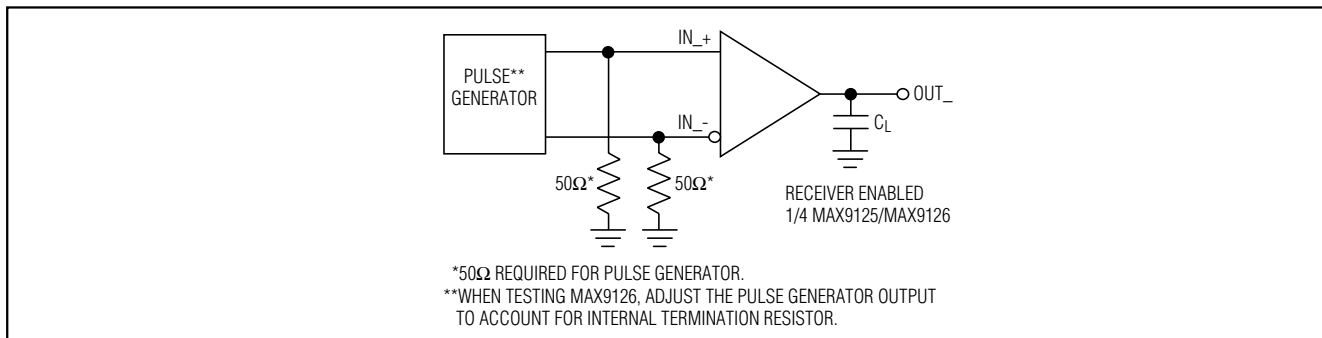 PULSE**
GENERATOR
IN_+
IN_-
OUT_
CL
50Ω*
50Ω*
RECEIVER ENABLED
1/4 MAX9125/MAX9126
*50Ω REQUIRED FOR PULSE GENERATOR.
**WHEN TESTING MAX9126, ADJUST THE PULSE GENERATOR OUTPUT
TO ACCOUNT FOR INTERNAL TERMINATION RESISTOR.